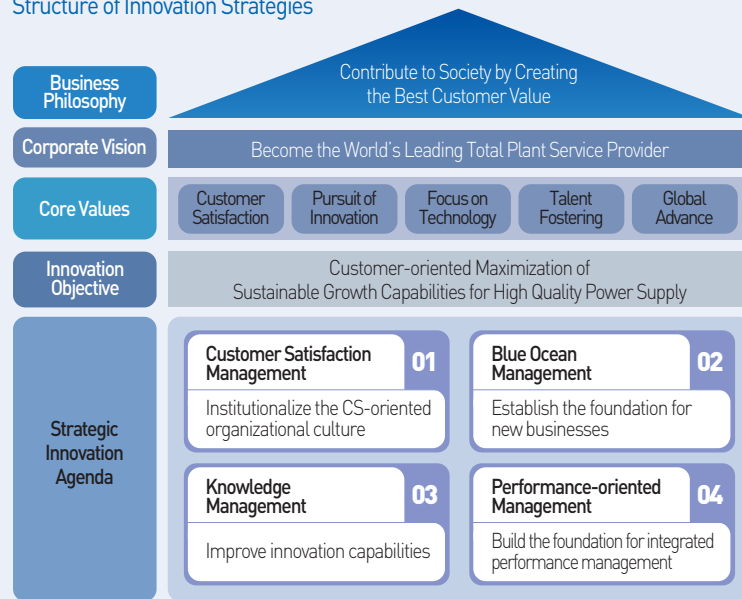 Structure of Innovation Strategies
Business
Philosophy
Contribute to Society by Creating
the Best Customer Value
Corporate Vision
Become the World's Leading Total Plant Service Provider
Core Values
Customer
Satisfaction
Pursuit of
Innovation
Focus on
Technology
Talent
Fostering
Global
Advance
Innovation
Objective
Customer-oriented Maximization of
Sustainable Growth Capabilities for High Quality Power Supply
Strategic
Innovation
Agenda
Customer Satisfaction
Management
01
Institutionalize the CS-oriented
organizational culture
Blue Ocean
Management
02
Establish the foundation for
new businesses
Knowledge
Management
03
Improve innovation capabilities
Performance-oriented
Management
04
Build the foundation for integrated
performance management